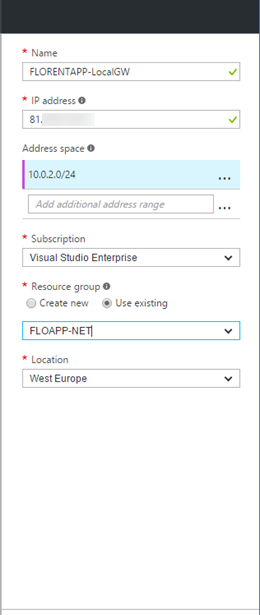 * Name
FLORENTAPP-LocalGW
* IP address
81.
Address space
10.0.2.0/24 ...
Add additional address range ...
* Subscription
Visual Studio Enterprise
* Resource group
Create new Use existing
FLOAPP-NET
* Location
West Europe